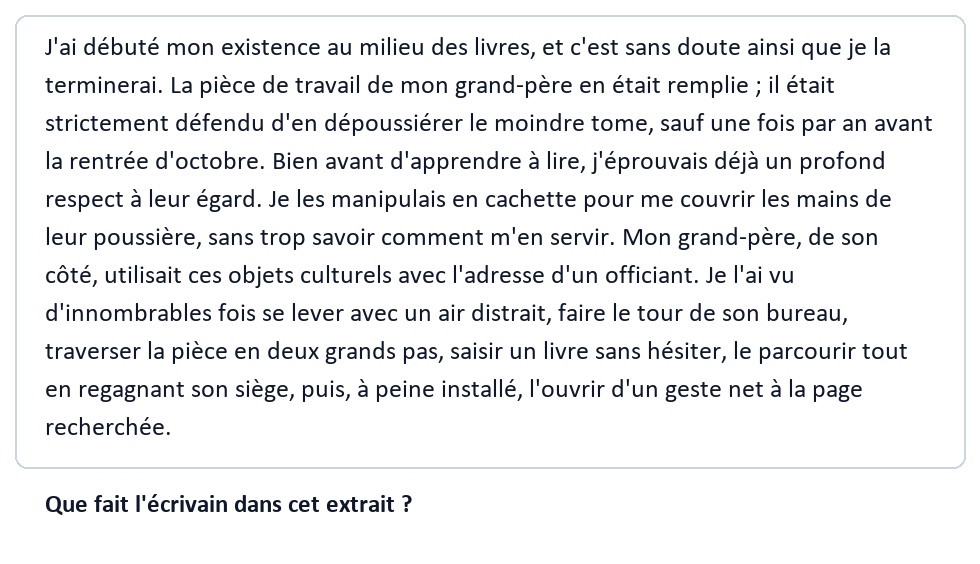 J'ai débuté mon existence au milieu des livres, et c'est sans doute ainsi que je la
terminerai. La pièce de travail de mon grand-père en était remplie ; il était
strictement défendu d'en dépoussiérer le moindre tome, sauf une fois par an avant
la rentrée d'octobre. Bien avant d'apprendre à lire, j'éprouvais déjà un profond
respect à leur égard. Je les manipulais en cachette pour me couvrir les mains de
leur poussière, sans trop savoir comment m'en servir. Mon grand-père, de son
côté, utilisait ces objets culturels avec l'adresse d'un officiant. Je l'ai vu
d'innombrables fois se lever avec un air distrait, faire le tour de son bureau,
traverser la pièce en deux grands pas, saisir un livre sans hésiter, le parcourir tout
en regagnant son siège, puis, à peine installé, l'ouvrir d'un geste net à la page
recherchée.
Que fait l'écrivain dans cet extrait ?